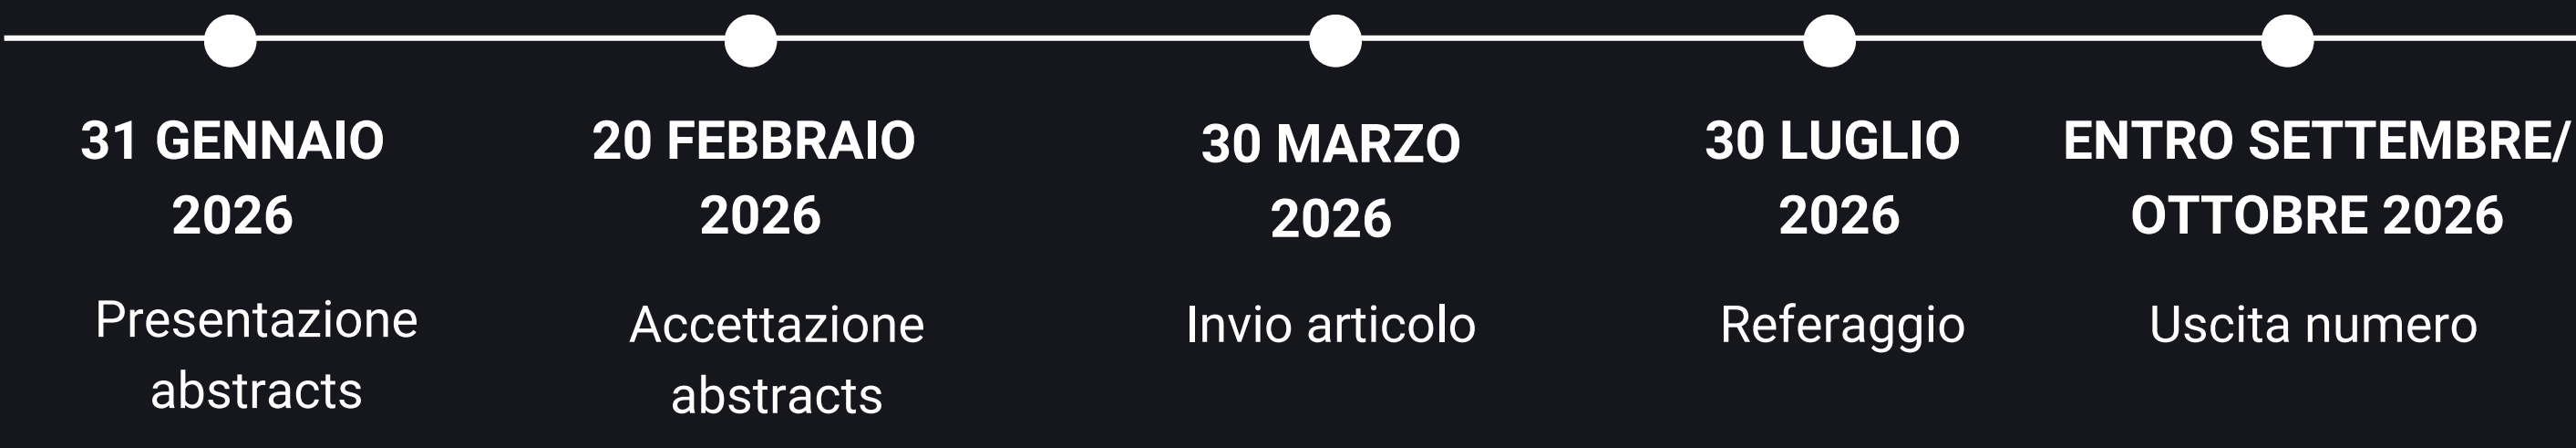 31 GENNAIO
2026
Presentazione
abstracts
20 FEBBRAIO
2026
Accettazione
abstracts
30 MARZO
2026
Invio articolo
30 LUGLIO
2026
Referaggio
ENTRO SETTEMBRE/
OTTOBRE 2026
Uscita numero